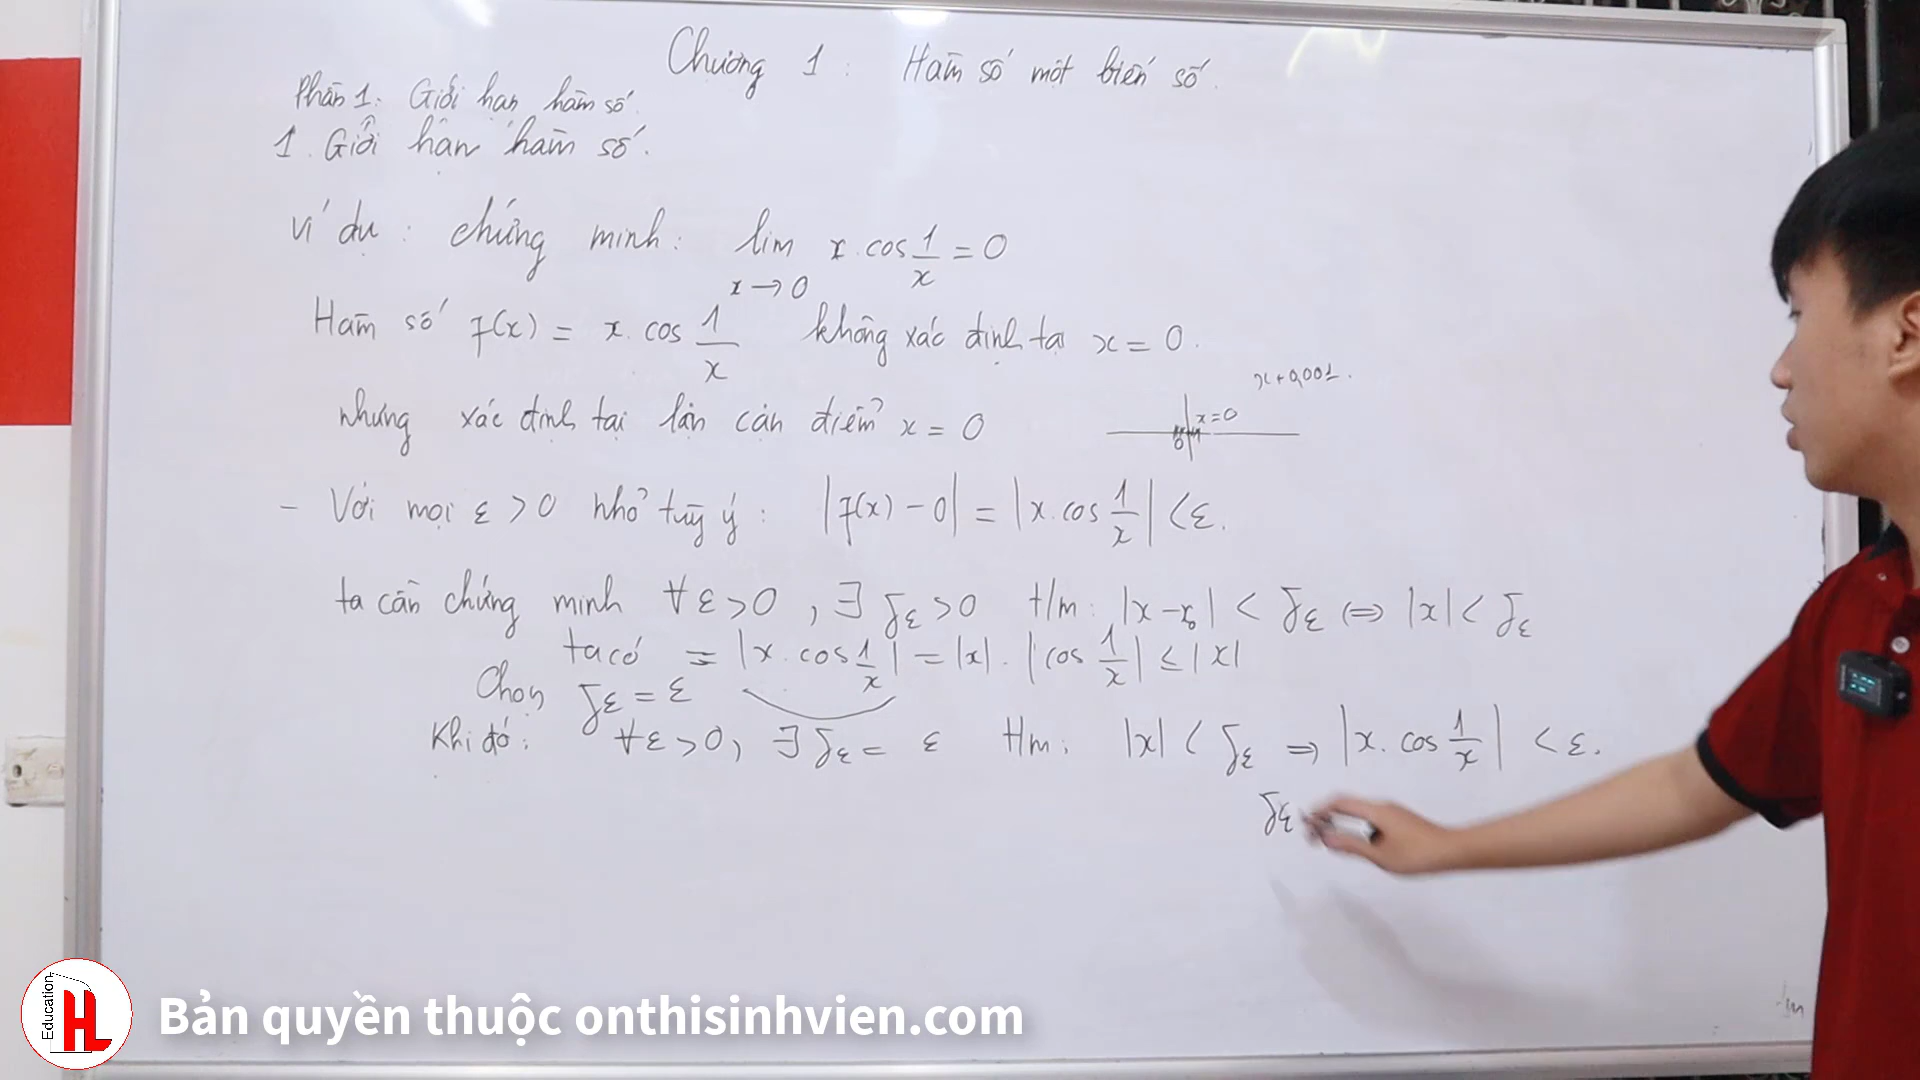 Chương 1 : Hàm số một biến số.
Phần 1: Giới hạn hàm số.
1. Giới hạn hàm số.
Ví dụ : chứng minh : lim x→0 x.cos 1/x = 0
Hàm số f(x) = x.cos 1/x không xác định tại x = 0.
x+0,001.
nhưng xác định tại lận cận điểm x = 0
x=0
0
- Với mọi ε > 0 nhỏ tùy ý : |f(x) - 0| = |x.cos 1/x| < ε.
ta cần chứng minh ∀ε>0 , ∃ δε >0 t/m : |x - x₀| < δε ⇔ |x| < δε
ta có = |x.cos 1/x| = |x|.|cos 1/x| ≤ |x|
Chọn δε = ε
Khi đó : ∀ε >0, ∃ δε = ε t/m : |x| < δε ⇒ |x.cos 1/x| < ε.
δε
Education
HL
Bản quyền thuộc onthisinhvien.com